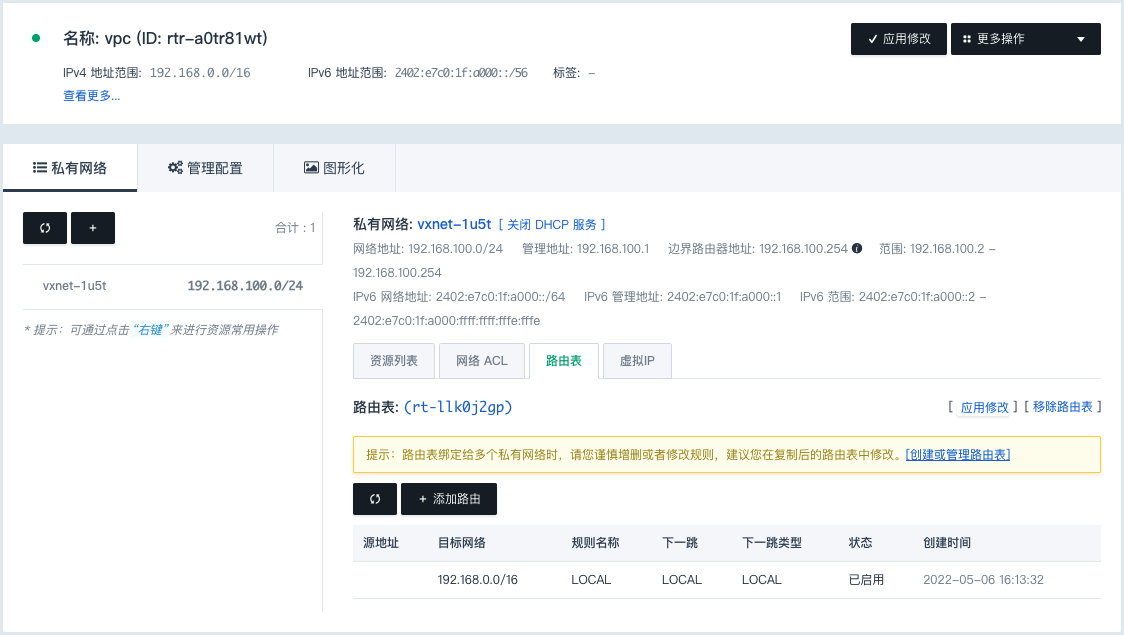 名称: vpc (ID: rtr-a0tr81wt)
应用修改
更多操作
IPv4 地址范围: 192.168.0.0/16 IPv6 地址范围: 2402:e7c0:1f:a000::/56 标签: –
查看更多...
私有网络
管理配置
图形化
+
合计 : 1
vxnet-1u5t 192.168.100.0/24
* 提示: 可通过点击 “右键” 来进行资源常用操作
私有网络: vxnet-1u5t [ 关闭 DHCP 服务 ]
网络地址: 192.168.100.0/24 管理地址: 192.168.100.1 边界路由器地址: 192.168.100.254 i 范围: 192.168.100.2 –
192.168.100.254
IPv6 网络地址: 2402:e7c0:1f:a000::/64 IPv6 管理地址: 2402:e7c0:1f:a000::1 IPv6 范围: 2402:e7c0:1f:a000::2 –
2402:e7c0:1f:a000:ffff:ffff:fffe:fffe
资源列表 网络 ACL 路由表 虚拟IP
路由表: (rt-llk0j2gp) [ 应用修改 ] [ 移除路由表 ]
提示: 路由表绑定给多个私有网络时, 请您谨慎增删或者修改规则, 建议您在复制后的路由表中修改。[创建或管理路由表]
+ 添加路由
源地址 目标网络 规则名称 下一跳 下一跳类型 状态 创建时间
192.168.0.0/16 LOCAL LOCAL LOCAL 已启用 2022-05-06 16:13:32